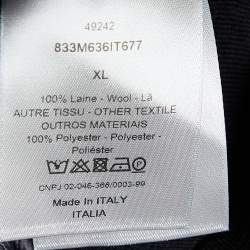 49242
833M636IT677
XL
100% Laine - Wool - Lã
AUTRE TISSU - OTHER TEXTILE
OUTROS MATERIAIS
100% Polyester - Polyester -
Poliéster
CNPJ 02-046-366/0003-99
Made In ITALY
ITALIA